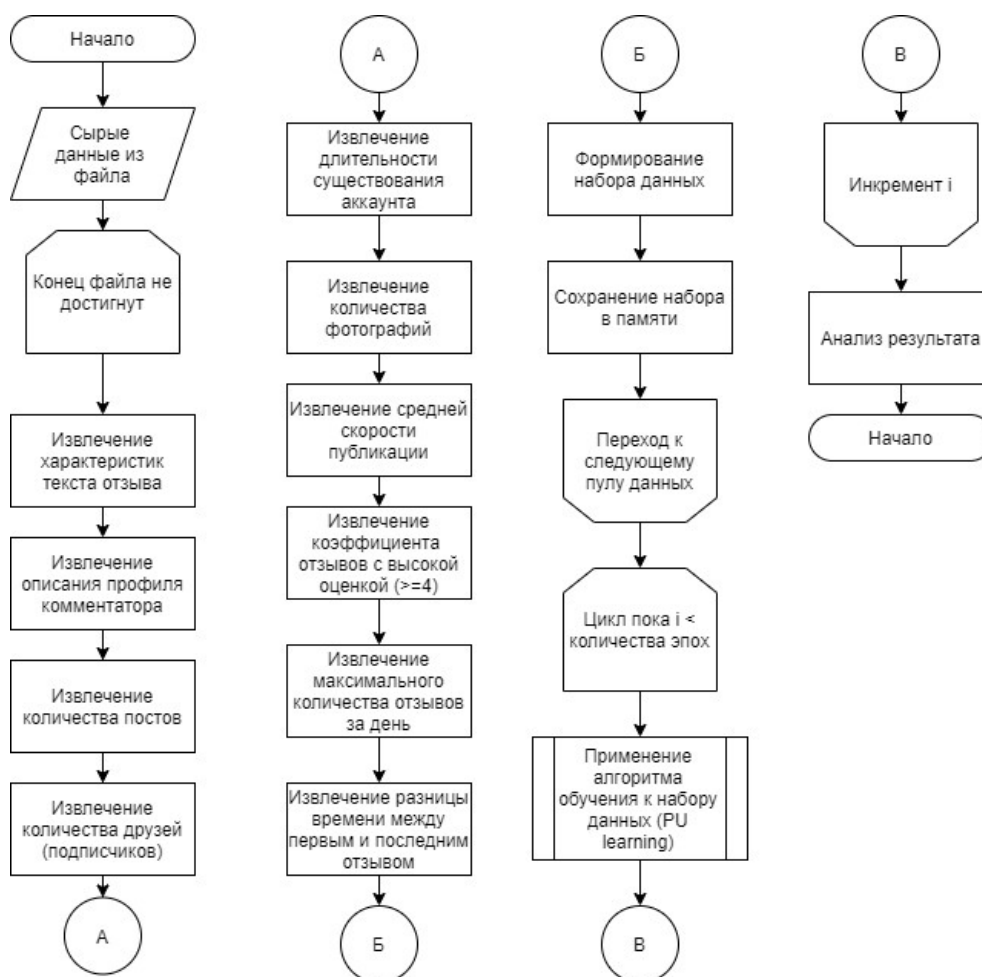 Начало
Сырые
данные из
файла
Конец файла не
достигнут
Извлечение
характеристик
текста отзыва
Извлечение
описания профиля
комментатора
Извлечение
количества постов
Извлечение
количества друзей
(подписчиков)
А
А
Извлечение
длительности
существования
аккаунта
Извлечение
количества
фотографий
Извлечение средней
скорости
публикации
Извлечение
коэффициента
отзывов с высокой
оценкой (>=4)
Извлечение
максимального
количества отзывов
за день
Извлечение разницы
времени между
первым и последним
отзывом
Б
Б
Формирование
набора данных
Сохранение набора
в памяти
Переход к
следующему
пулу данных
Цикл пока i <
количества эпох
Применение
алгоритма
обучения к набору
данных (PU
learning)
В
В
Инкремент i
Анализ результата
Начало